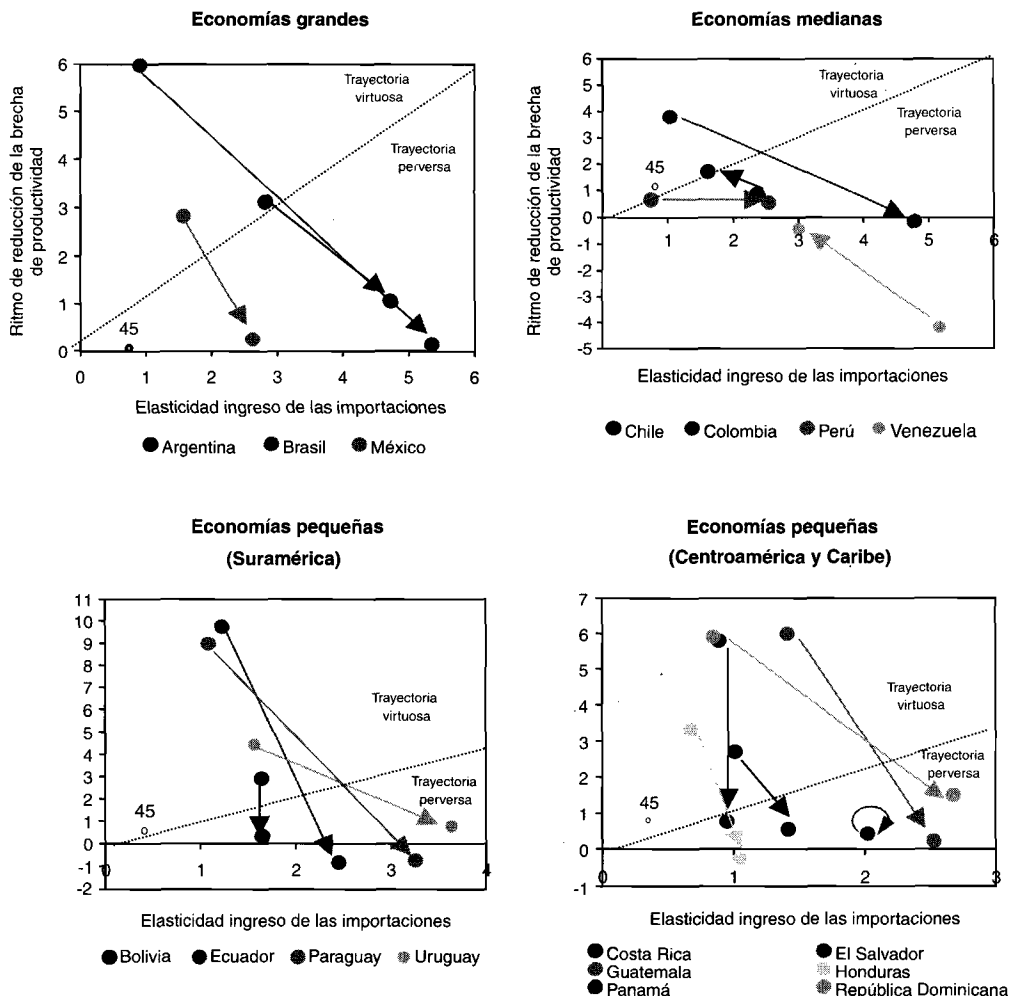 Economías grandes
Ritmo de reducción de la brecha
de productividad
6
5
4
3
2
1
0
Trayectoria
virtuosa
Trayectoria
perversa
45
0 1 2 3 4 5 6
Elasticidad ingreso de las importaciones
Argentina Brasil México
Economías medianas
Ritmo de reducción de la brecha
de productividad
6
5
4
3
2
1
0
-1
-2
-3
-4
-5
Trayectoria
virtuosa
Trayectoria
perversa
45
1 2 3 4 5 6
Elasticidad ingreso de las importaciones
Chile Colombia Perú Venezuela
Economías pequeñas
(Suramérica)
11
10
9
8
7
6
5
4
3
2
1
0
-1
-2
Trayectoria
virtuosa
Trayectoria
perversa
45
0 1 2 3 4
Elasticidad ingreso de las importaciones
Bolivia Ecuador Paraguay Uruguay
Economías pequeñas
(Centroamérica y Caribe)
7
6
5
4
3
2
1
0
-1
Trayectoria
virtuosa
Trayectoria
perversa
45
0 1 2 3
Elasticidad ingreso de las importaciones
Costa Rica El Salvador
Guatemala Honduras
Panamá República Dominicana